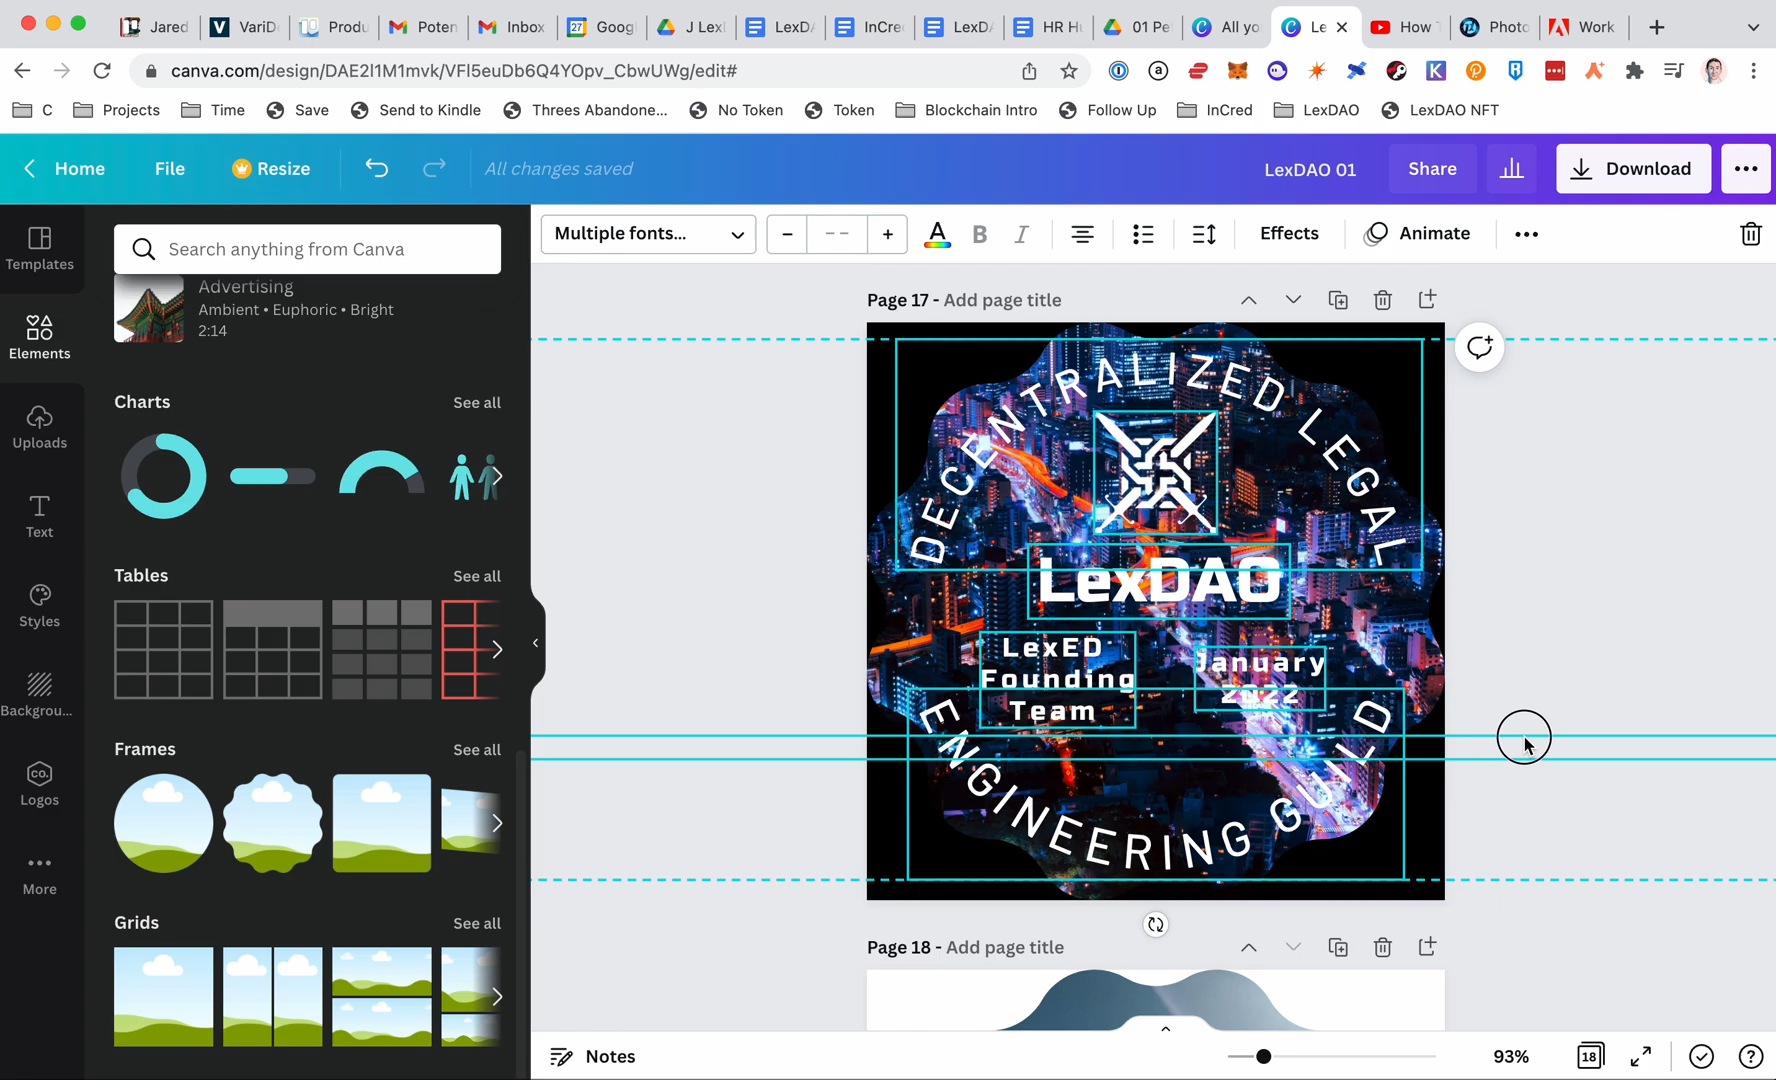 Jared
VariD
Produ
Poten
Inbox
Goog
J Lex
LexDA
InCre
LexDA
HR H
01 Pe
All yo
Le
How
Photo
Work
canva.com/design/DAE2I1M1mvk/VFI5euDb6Q4YOpv_CbwUWg/edit#
C
Projects
Time
Save
Send to Kindle
Threes Abandone...
No Token
Token
Blockchain Intro
Follow Up
InCred
LexDAO
LexDAO NFT
Home
File
Resize
All changes saved
LexDAO 01
Share
Download
Templates
Elements
Uploads
Text
Styles
Backgrou...
CO.
Logos
More
Search anything from Canva
Advertising
Ambient • Euphoric • Bright
2:14
Charts
See all
Tables
See all
Frames
See all
Grids
See all
Multiple fonts...
- -
A
B
I
Effects
Animate
Page 17 - Add page title
DECENTRALIZED LEGAL
LexDAO
LexED
Founding
Team
January
2022
ENGINEERING GUILD
Page 18 - Add page title
Notes
93%
18